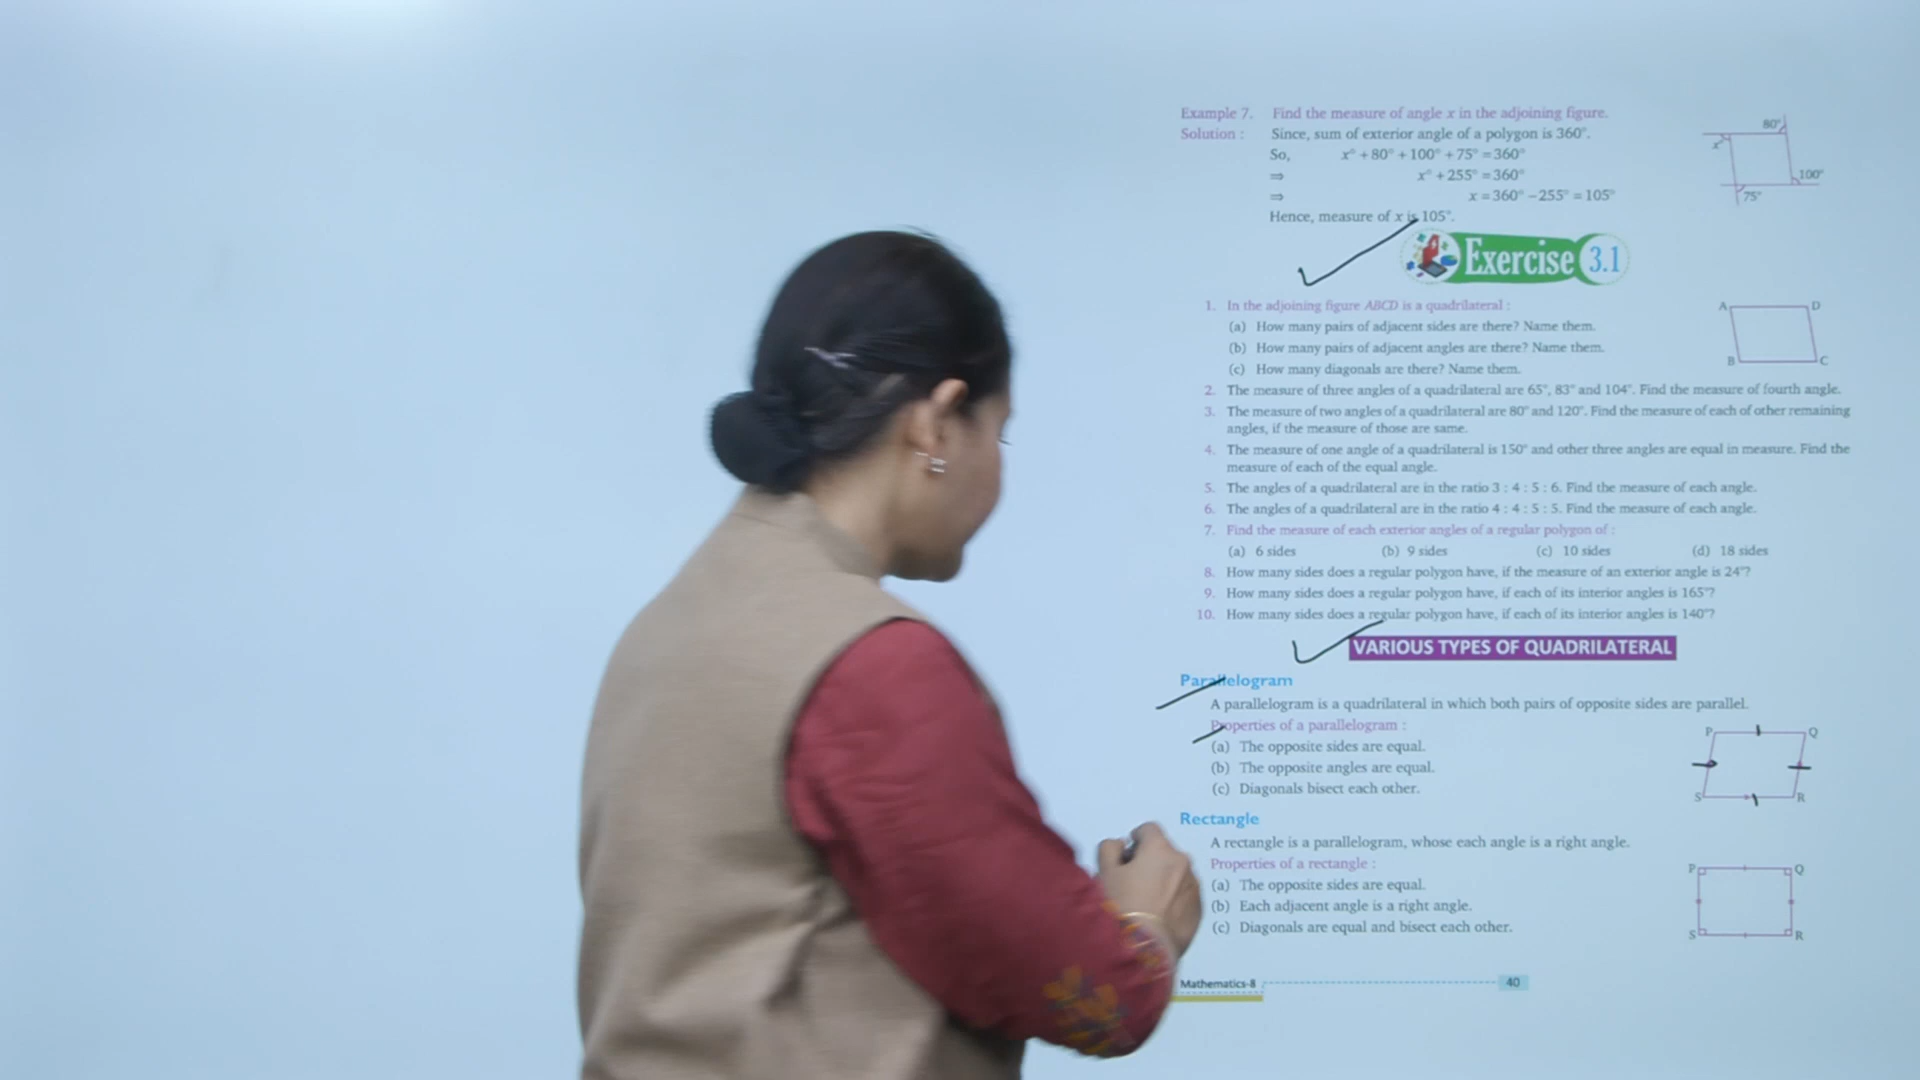 Example 7. Find the measure of angle x in the adjoining figure.
Solution : Since, sum of exterior angle of a polygon is 360°.
So, x° + 80° + 100° + 75° = 360°
⇒ x° + 255° = 360°
⇒ x = 360° − 255° = 105°
Hence, measure of x is 105°.
80°
x°
100°
75°
Exercise 3.1
1. In the adjoining figure ABCD is a quadrilateral :
(a) How many pairs of adjacent sides are there? Name them.
(b) How many pairs of adjacent angles are there? Name them.
(c) How many diagonals are there? Name them.
A D
B C
2. The measure of three angles of a quadrilateral are 65°, 83° and 104°. Find the measure of fourth angle.
3. The measure of two angles of a quadrilateral are 80° and 120°. Find the measure of each of other remaining
angles, if the measure of those are same.
4. The measure of one angle of a quadrilateral is 150° and other three angles are equal in measure. Find the
measure of each of the equal angle.
5. The angles of a quadrilateral are in the ratio 3 : 4 : 5 : 6. Find the measure of each angle.
6. The angles of a quadrilateral are in the ratio 4 : 4 : 5 : 5. Find the measure of each angle.
7. Find the measure of each exterior angles of a regular polygon of :
(a) 6 sides (b) 9 sides (c) 10 sides (d) 18 sides
8. How many sides does a regular polygon have, if the measure of an exterior angle is 24°?
9. How many sides does a regular polygon have, if each of its interior angles is 165°?
10. How many sides does a regular polygon have, if each of its interior angles is 140°?
VARIOUS TYPES OF QUADRILATERAL
Parallelogram
A parallelogram is a quadrilateral in which both pairs of opposite sides are parallel.
Properties of a parallelogram :
(a) The opposite sides are equal.
(b) The opposite angles are equal.
(c) Diagonals bisect each other.
P Q
S R
Rectangle
A rectangle is a parallelogram, whose each angle is a right angle.
Properties of a rectangle :
(a) The opposite sides are equal.
(b) Each adjacent angle is a right angle.
(c) Diagonals are equal and bisect each other.
P Q
S R
Mathematics-8 40